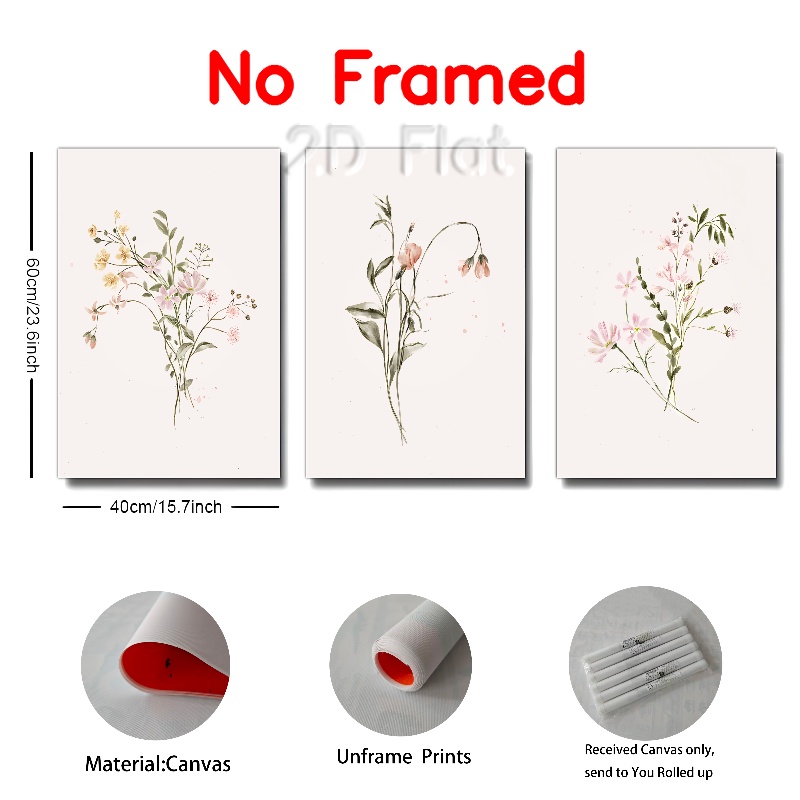 No Framed
2D Flat
60cm/23.6inch
40cm/15.7inch
Material:Canvas
Unframe Prints
Received Canvas only,
send to You Rolled up